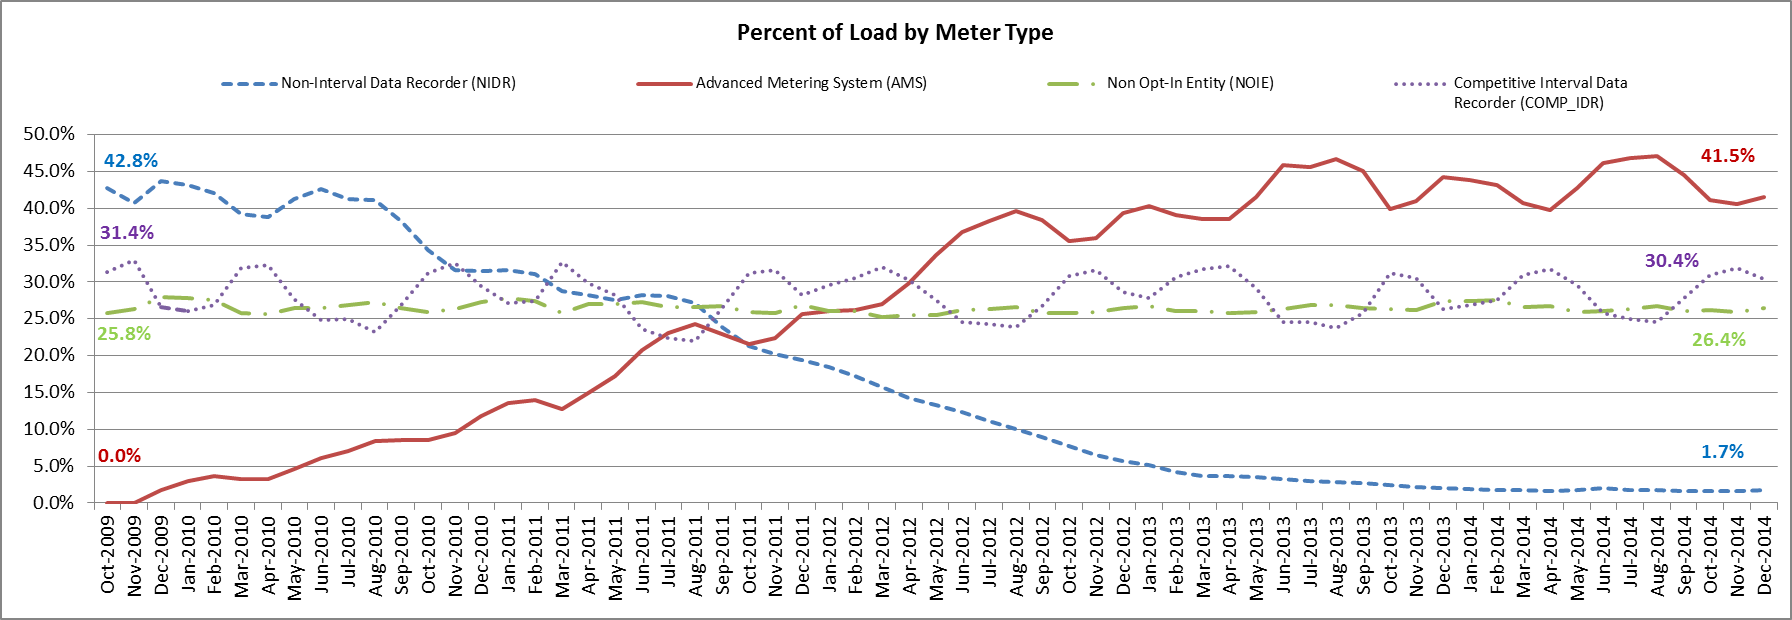 Percent of Load by Meter Type
Non-Interval Data Recorder (NIDR)
Advanced Metering System (AMS)
Non Opt-In Entity (NOIE)
Competitive Interval Data
Recorder (COMP_IDR)
50.0%
45.0%
40.0%
35.0%
30.0%
25.0%
20.0%
15.0%
10.0%
5.0%
0.0%
42.8%
31.4%
25.8%
0.0%
41.5%
30.4%
26.4%
1.7%
Oct-2009
Nov-2009
Dec-2009
Jan-2010
Feb-2010
Mar-2010
Apr-2010
May-2010
Jun-2010
Jul-2010
Aug-2010
Sep-2010
Oct-2010
Nov-2010
Dec-2010
Jan-2011
Feb-2011
Mar-2011
Apr-2011
May-2011
Jun-2011
Jul-2011
Aug-2011
Sep-2011
Oct-2011
Nov-2011
Dec-2011
Jan-2012
Feb-2012
Mar-2012
Apr-2012
May-2012
Jun-2012
Jul-2012
Aug-2012
Sep-2012
Oct-2012
Nov-2012
Dec-2012
Jan-2013
Feb-2013
Mar-2013
Apr-2013
May-2013
Jun-2013
Jul-2013
Aug-2013
Sep-2013
Oct-2013
Nov-2013
Dec-2013
Jan-2014
Feb-2014
Mar-2014
Apr-2014
May-2014
Jun-2014
Jul-2014
Aug-2014
Sep-2014
Oct-2014
Nov-2014
Dec-2014